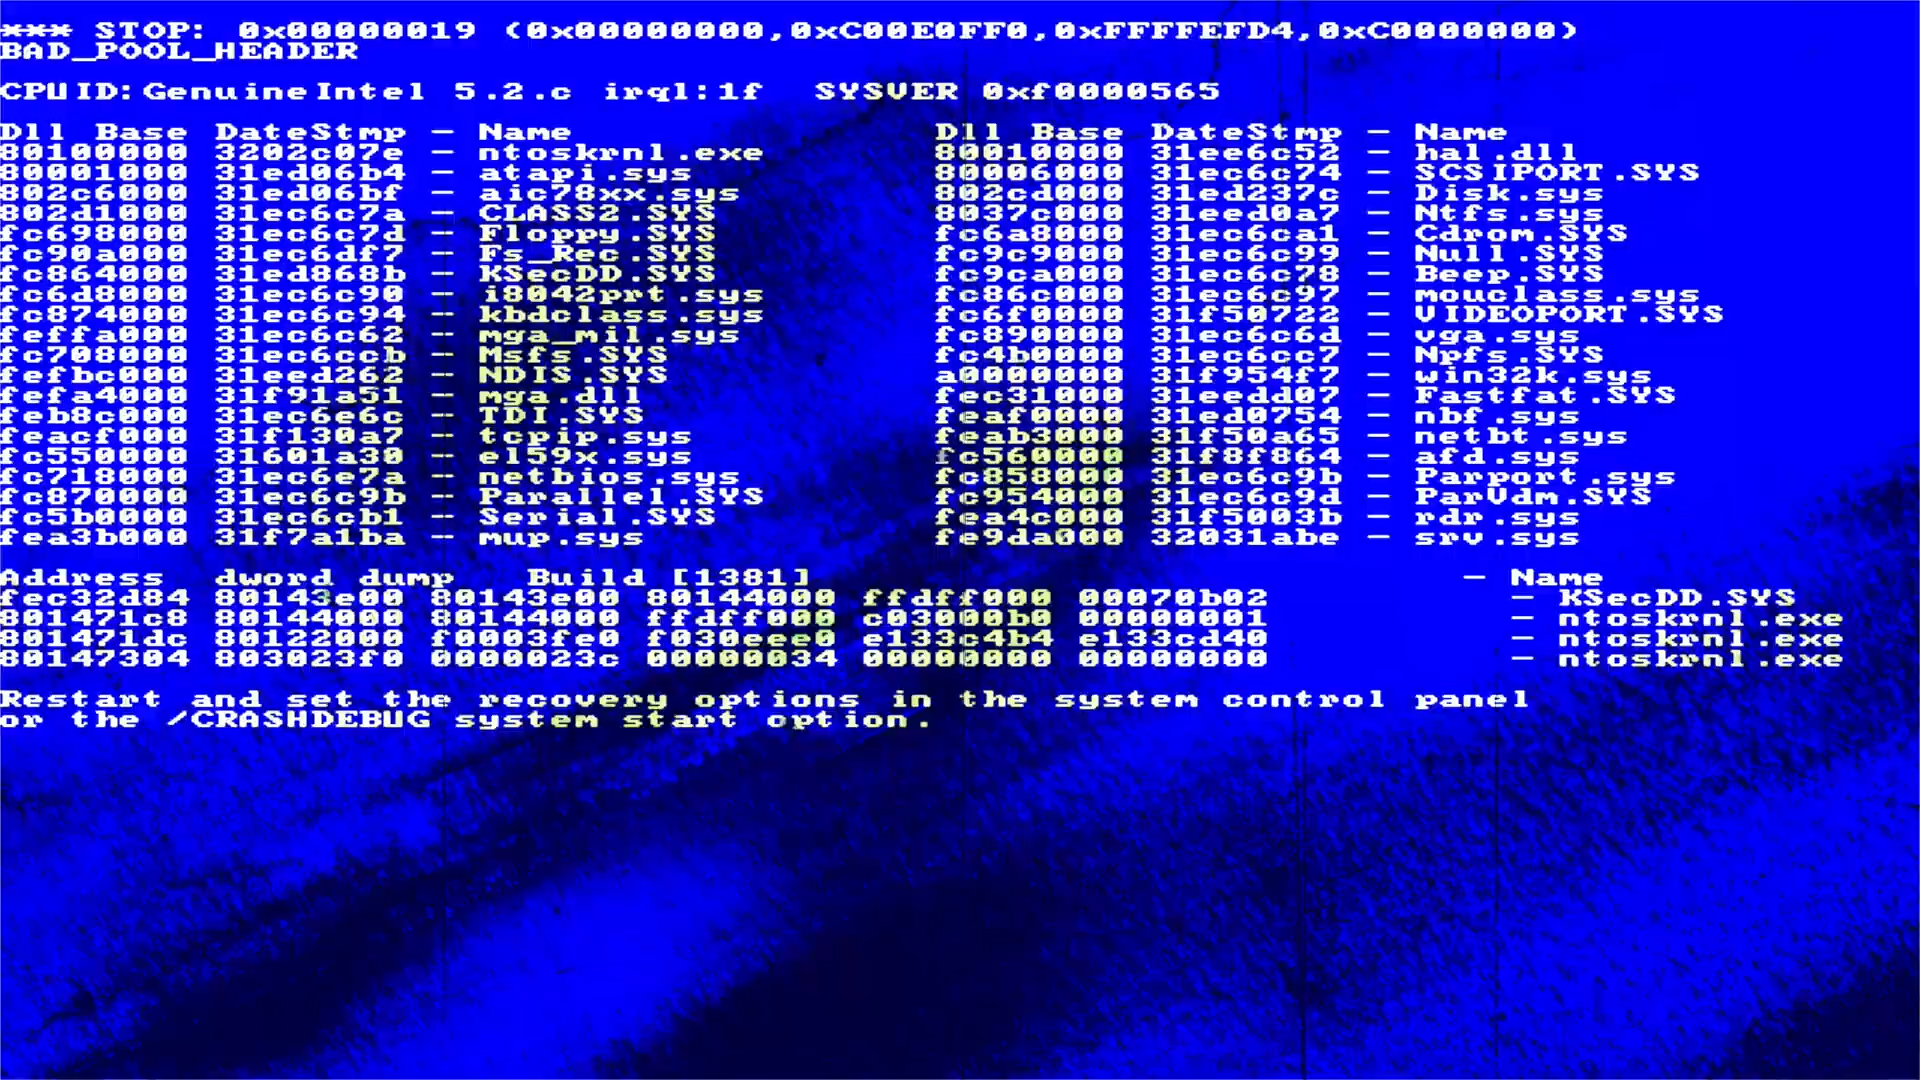 *** STOP: 0x00000019 (0x00000000,0xC00E0FF0,0xFFFFEFD4,0xC0000000)
BAD_POOL_HEADER
CPUID:GenuineIntel 5.2.c irql:1f SYSVER 0xf0000565
Dll Base DateStmp - Name Dll Base DateStmp - Name
80100000 3202c07e - ntoskrnl.exe 80010000 31ee6c52 - hal.dll
80001000 31ed06b4 - atapi.sys 80006000 31ec6c74 - SCSIPORT.SYS
802c6000 31ed06bf - aic78xx.sys 802cd000 31ed237c - Disk.sys
802d1000 31ec6c7a - CLASS2.SYS 8037c000 31eed0a7 - Ntfs.sys
fc698000 31ec6c7d - Floppy.SYS fc6a8000 31ec6ca1 - Cdrom.SYS
fc90a000 31ec6df7 - Fs_Rec.SYS fc9c9000 31ec6c99 - Null.SYS
fc864000 31ed868b - KSecDD.SYS fc9ca000 31ec6c78 - Beep.SYS
fc6d8000 31ec6c90 - i8042prt.sys fc86c000 31ec6c97 - mouclass.sys
fc874000 31ec6c94 - kbdclass.sys fc6f0000 31f50722 - VIDEOPORT.SYS
feffa000 31ec6c62 - mga_mil.sys fc890000 31ec6c6d - vga.sys
fc708000 31ec6ccb - Msfs.SYS fc4b0000 31ec6cc7 - Npfs.SYS
fefbc000 31eed262 - NDIS.SYS a0000000 31f954f7 - win32k.sys
fefa4000 31f91a51 - mga.dll fec31000 31eedd07 - Fastfat.SYS
feb8c000 31ec6e6c - TDI.SYS feaf0000 31ed0754 - nbf.sys
feacf000 31f130a7 - tcpip.sys feab3000 31f50a65 - netbt.sys
fc550000 31601a30 - el59x.sys fc560000 31f8f864 - afd.sys
fc718000 31ec6e7a - netbios.sys fc858000 31ec6c9b - Parport.sys
fc870000 31ec6c9b - Parallel.SYS fc954000 31ec6c9d - ParVdm.SYS
fc5b0000 31ec6cb1 - Serial.SYS fea4c000 31f5003b - rdr.sys
fea3b000 31f7a1ba - mup.sys fe9da000 32031abe - srv.sys
Address dword dump Build [1381] - Name
fec32d84 80143e00 80143e00 80144000 ffdff000 00070b02 - KSecDD.SYS
801471c8 80144000 80144000 ffdff000 c03000b0 00000001 - ntoskrnl.exe
801471dc 80122000 f0003fe0 f030eee0 e133c4b4 e133cd40 - ntoskrnl.exe
80147304 803023f0 0000023c 00000034 00000000 00000000 - ntoskrnl.exe
Restart and set the recovery options in the system control panel
or the /CRASHDEBUG system start option.